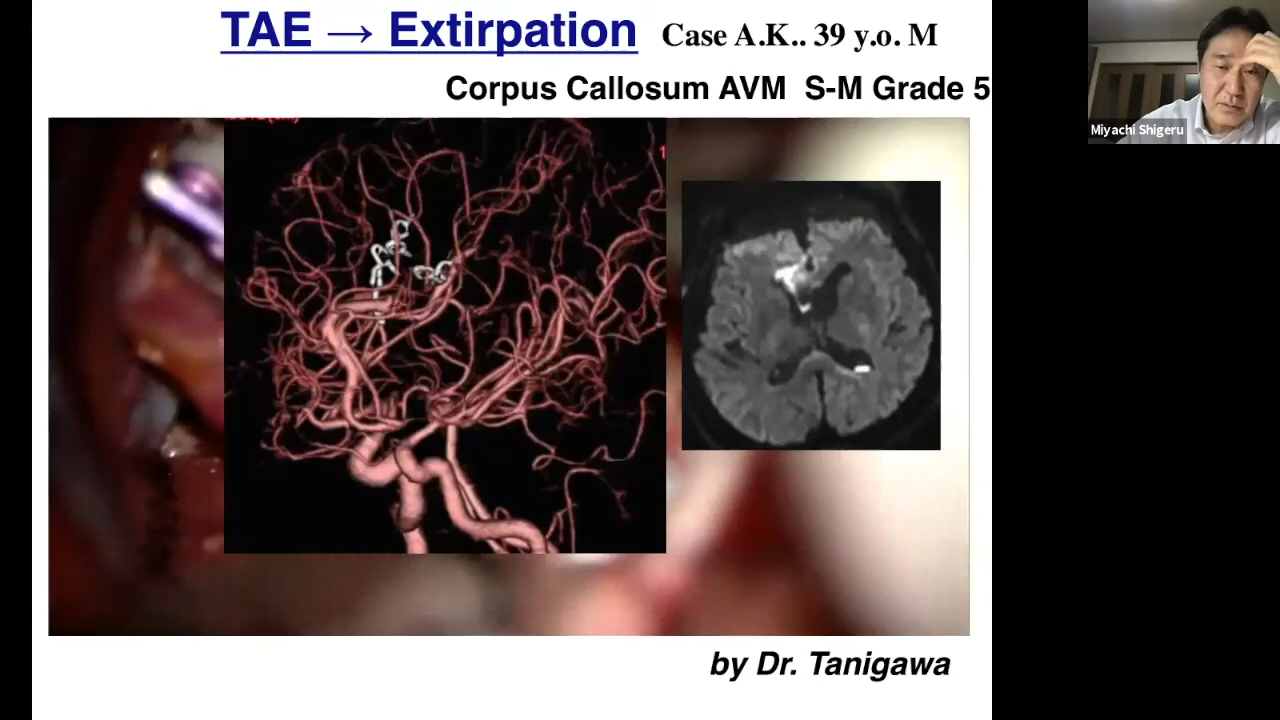 TAE → Extirpation Case A.K.. 39 y.o. M
Corpus Callosum AVM S-M Grade 5
Miyachi Shigeru
by Dr. Tanigawa